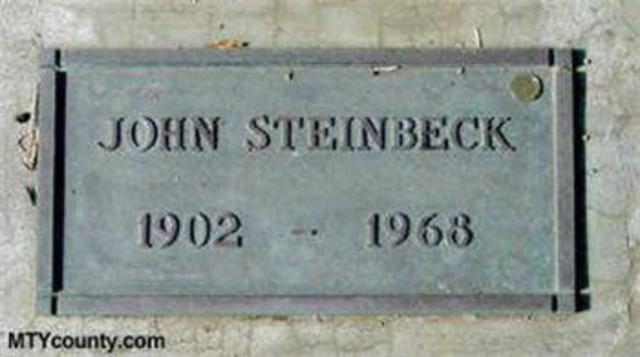 JOHN STEINBECK
1902 -- 1968
MTYcounty.com